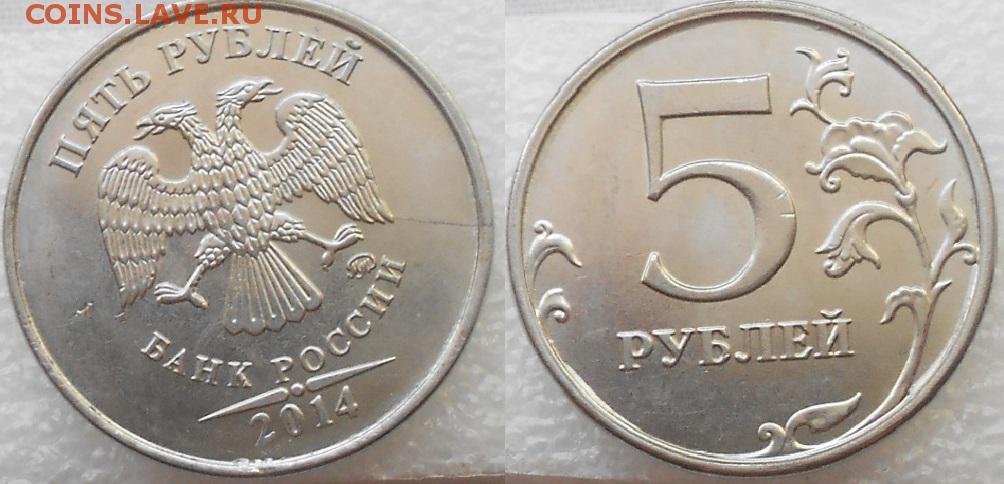 COINS.LAVE.RU
ПЯТЬ РУБЛЕЙ
БАНК РОССИИ
2014
5
РУБЛЕЙ